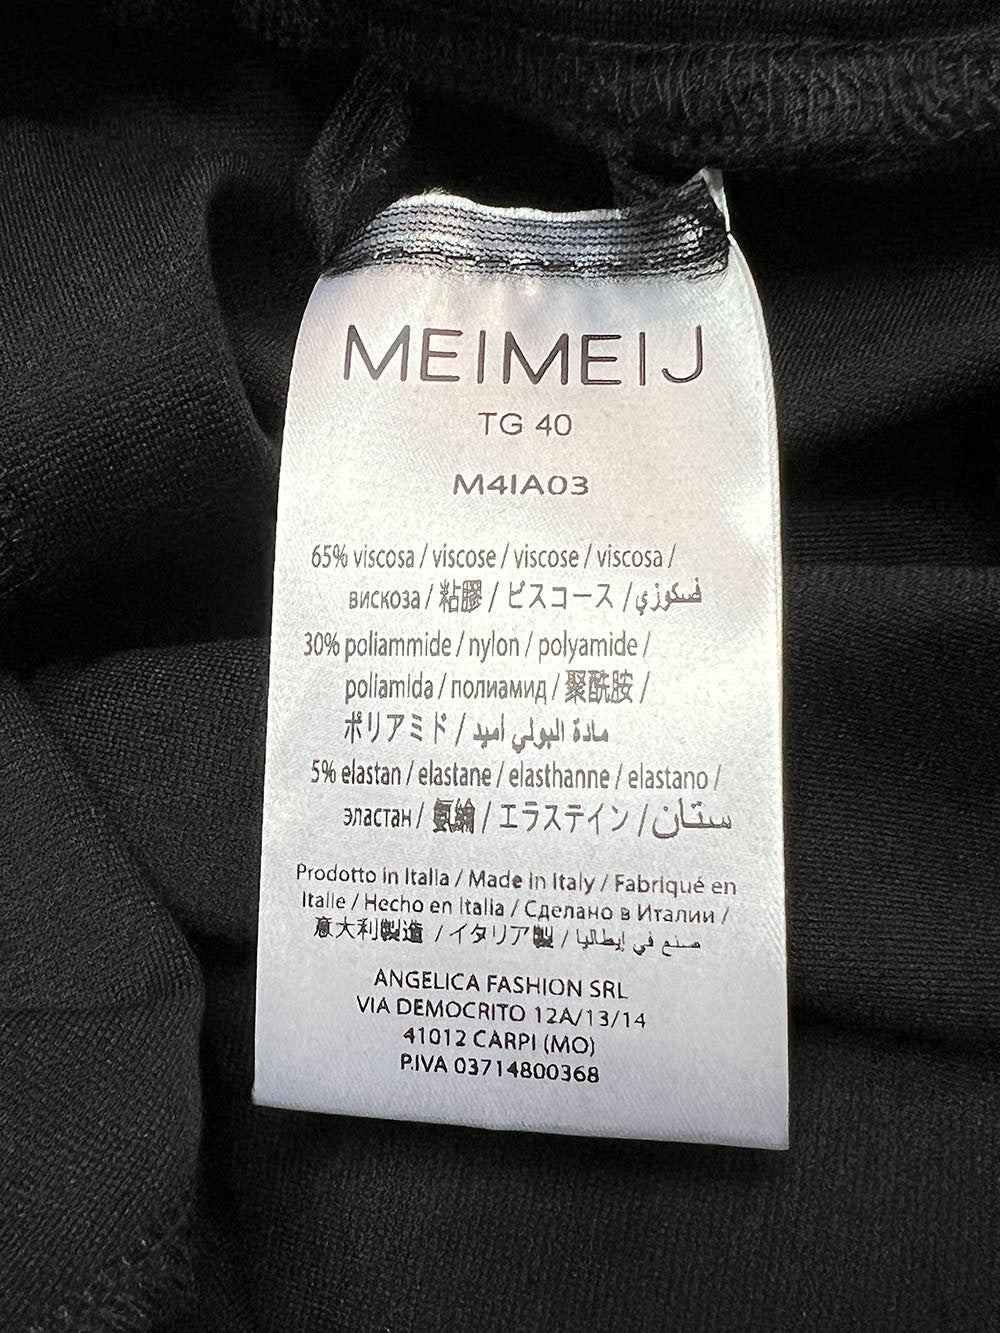 MEIMEIJ
TG 40
M4IA03
65% viscosa / viscose / viscose / viscosa /
вискоза / 粘膠 / ビスコース / فسكوزي
30% poliammide / nylon / polyamide /
poliamida / полиамид / 聚酰胺 /
ポリアミド / مادة البولي أميد
5% elastan / elastane / elasthanne / elastano /
эластан / 氨綸 / エラステイン / ستان
Prodotto in Italia / Made in Italy / Fabriqué en
Italie / Hecho en Italia / Сделано в Италии /
意大利製造 / イタリア製 / صنع في إيطاليا
ANGELICA FASHION SRL
VIA DEMOCRITO 12A/13/14
41012 CARPI (MO)
P.IVA 03714800368